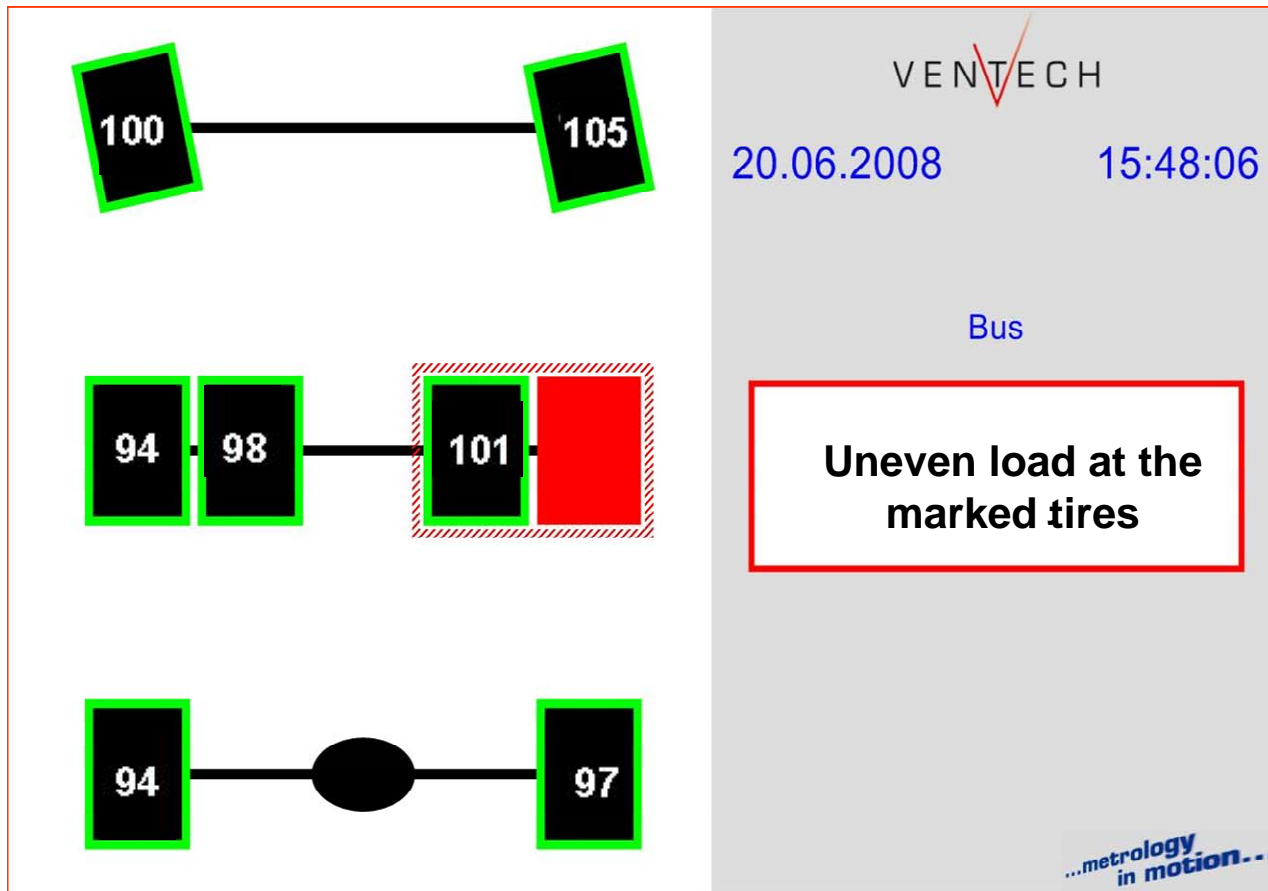 100 105
VENTECH
20.06.2008 15:48:06
Bus
94 98 101
Uneven load at the
marked tires
94 97
...metrology
in motion...